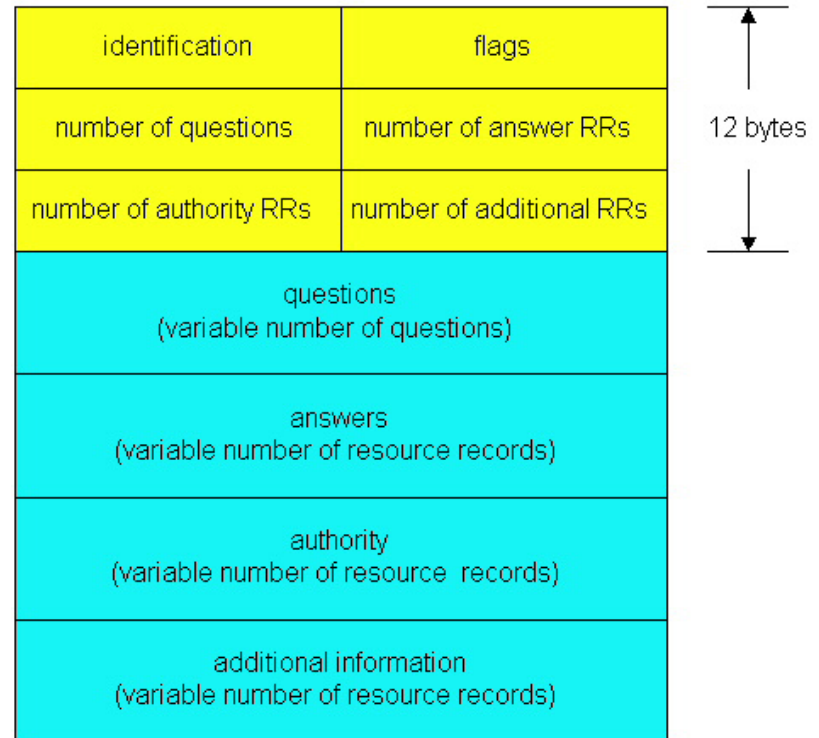 identification
flags
number of questions
number of answer RRs
12 bytes
number of authority RRs
number of additional RRs
questions
(variable number of questions)
answers
(variable number of resource records)
authority
(variable number of resource records)
additional information
(variable number of resource records)